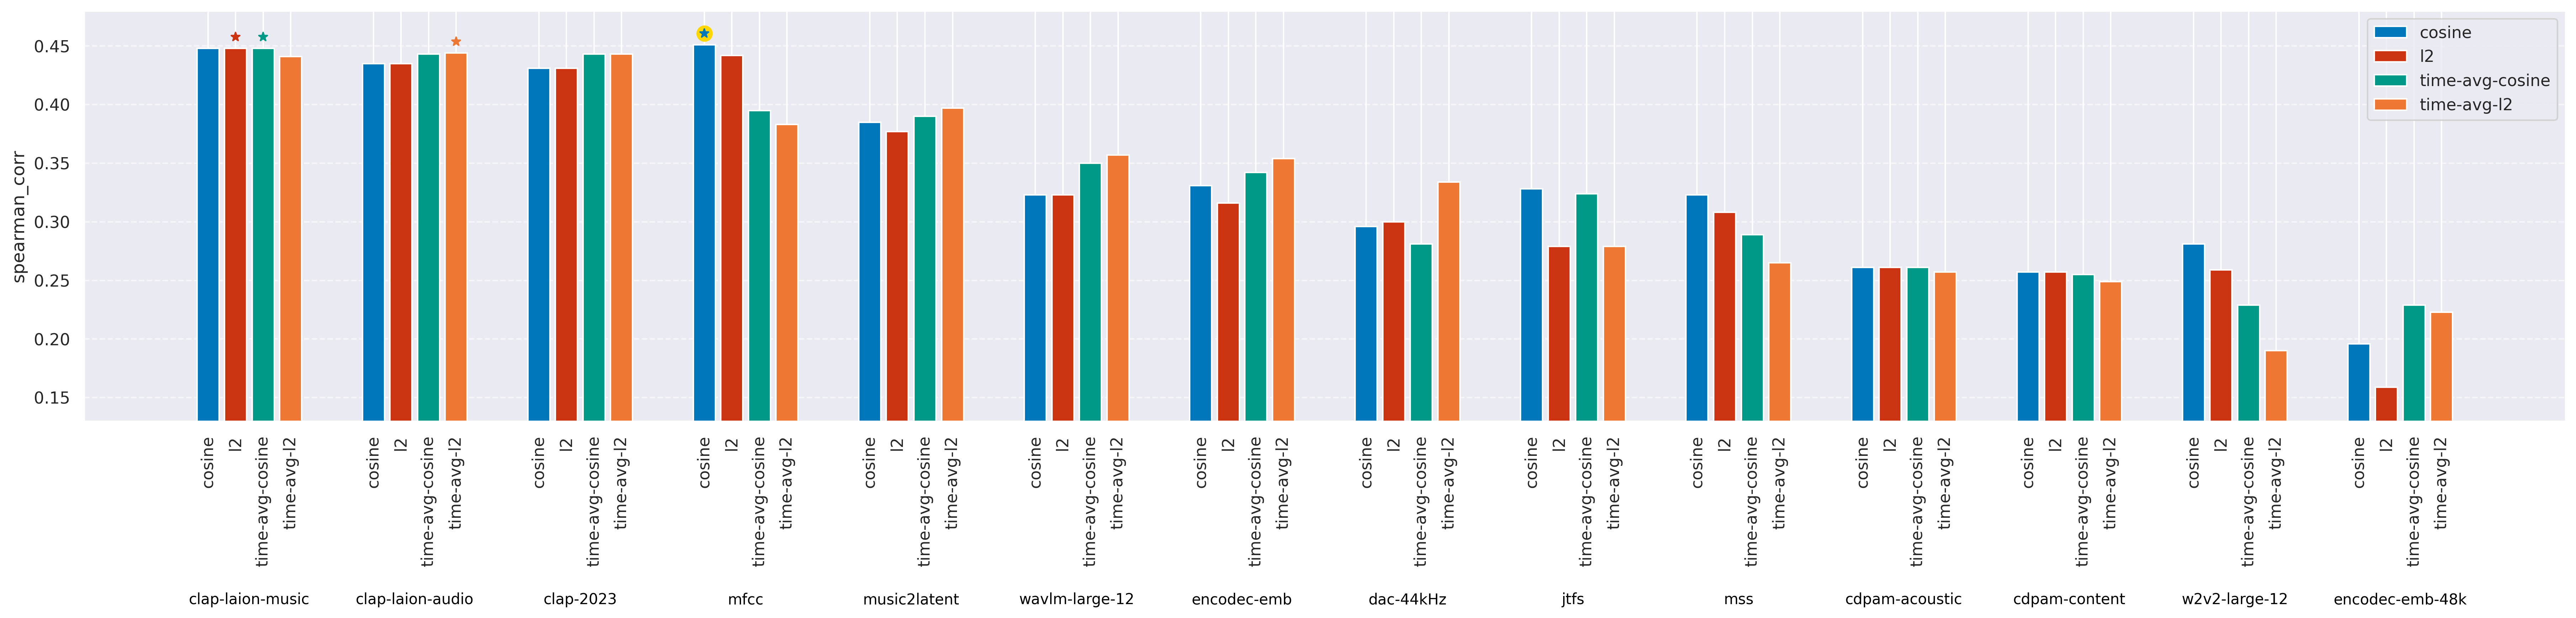 spearman_corr
0.45
0.40
0.35
0.30
0.25
0.20
0.15
cosine
l2
time-avg-cosine
time-avg-l2
cosine
l2
time-avg-cosine
time-avg-l2
cosine
l2
time-avg-cosine
time-avg-l2
cosine
l2
time-avg-cosine
time-avg-l2
cosine
l2
time-avg-cosine
time-avg-l2
cosine
l2
time-avg-cosine
time-avg-l2
cosine
l2
time-avg-cosine
time-avg-l2
cosine
l2
time-avg-cosine
time-avg-l2
cosine
l2
time-avg-cosine
time-avg-l2
cosine
l2
time-avg-cosine
time-avg-l2
cosine
l2
time-avg-cosine
time-avg-l2
cosine
l2
time-avg-cosine
time-avg-l2
cosine
l2
time-avg-cosine
time-avg-l2
cosine
l2
time-avg-cosine
time-avg-l2
cosine
l2
time-avg-cosine
time-avg-l2
clap-laion-music
clap-laion-audio
clap-2023
mfcc
music2latent
wavlm-large-12
encodec-emb
dac-44kHz
jtfs
mss
cdpam-acoustic
cdpam-content
w2v2-large-12
encodec-emb-48k